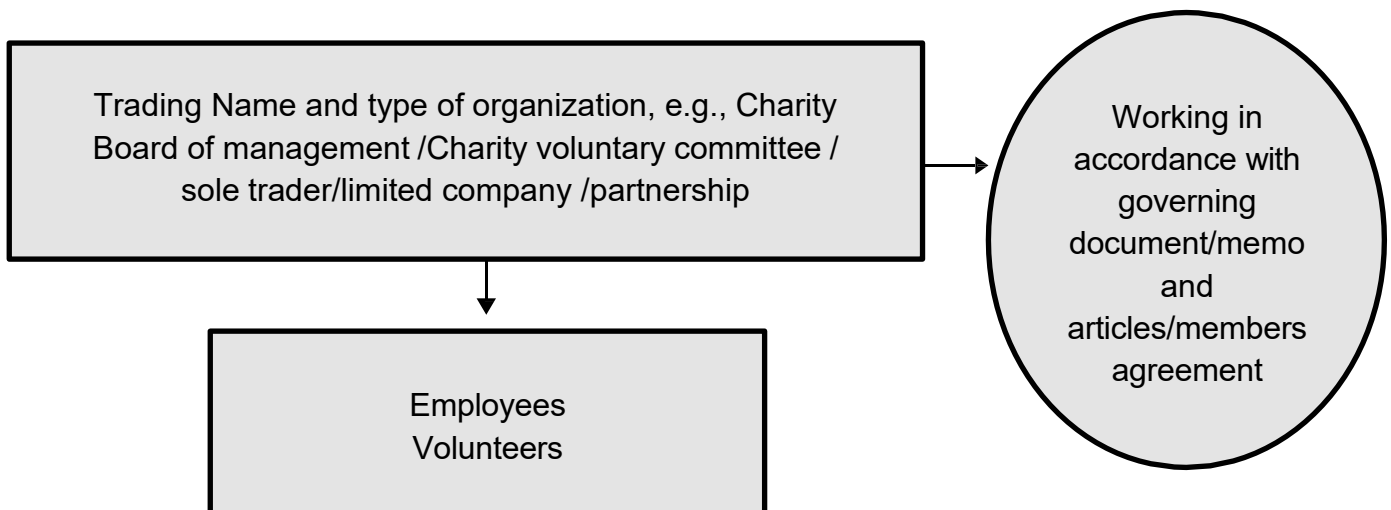 Trading Name and type of organization, e.g., Charity
Board of management /Charity voluntary committee /
sole trader/limited company /partnership
Working in
accordance with
governing
document/memo
and
articles/members
agreement
Employees
Volunteers